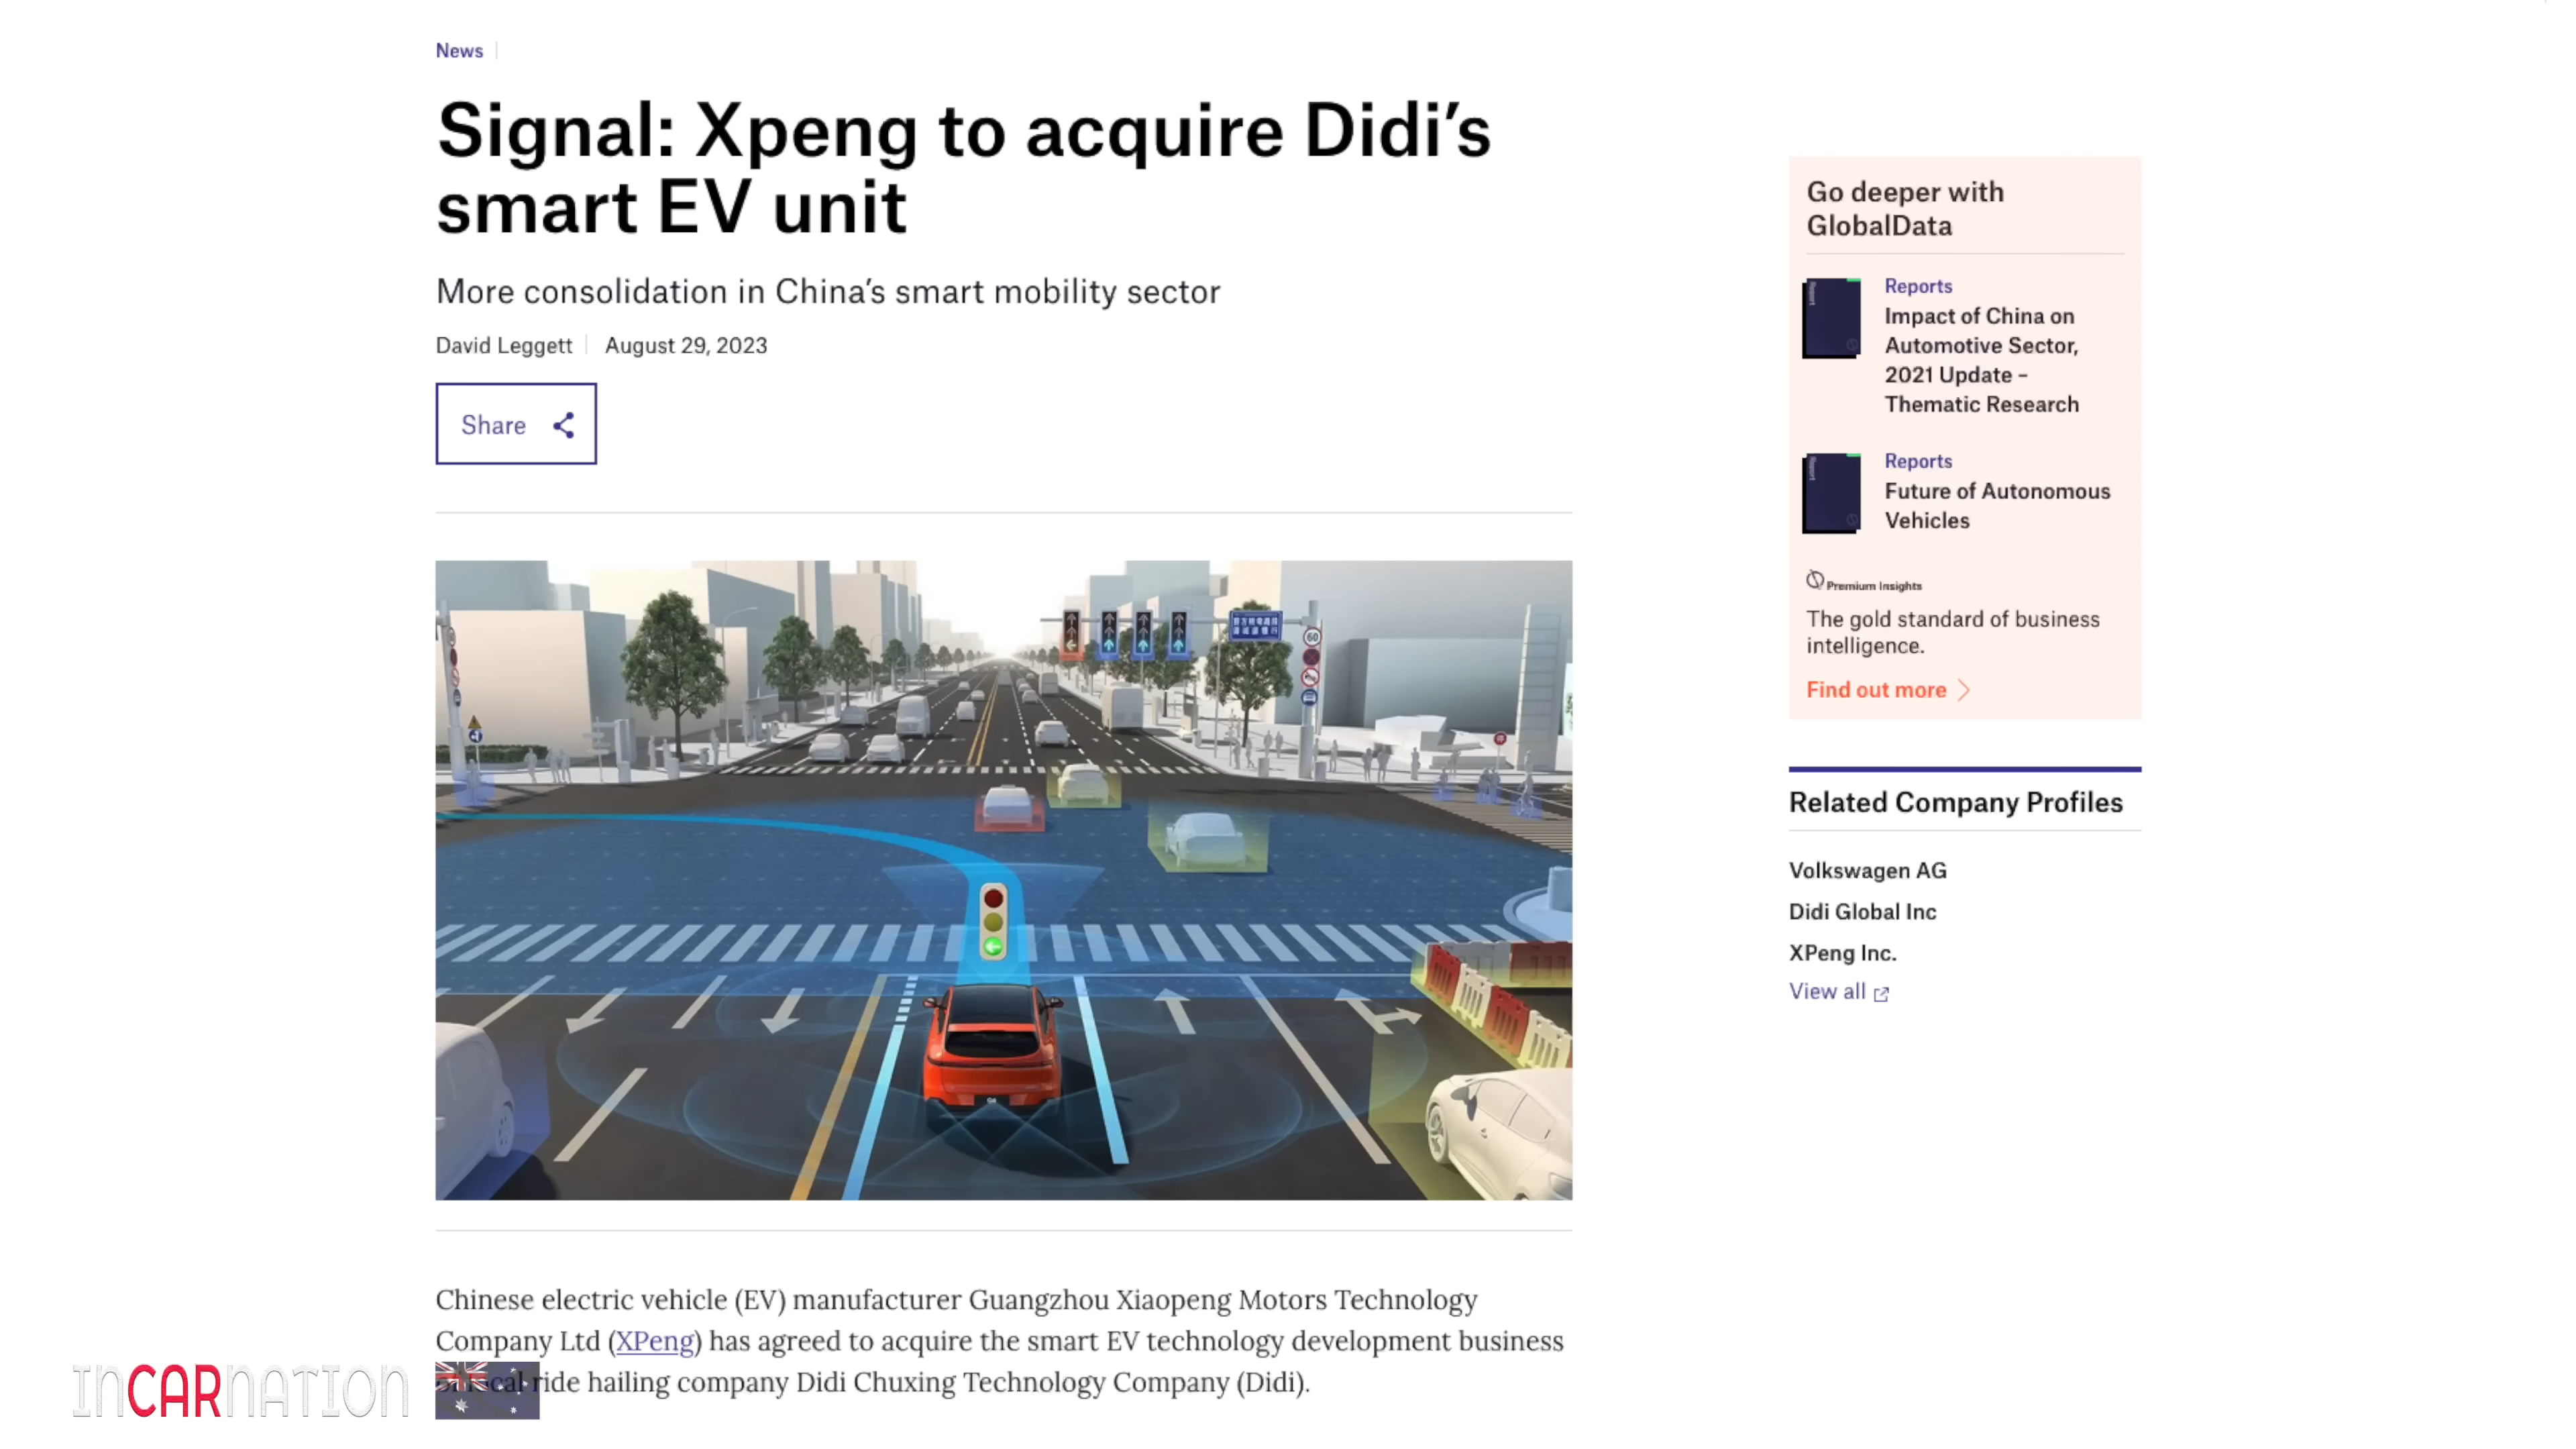 News
Signal: Xpeng to acquire Didi’s
smart EV unit
More consolidation in China’s smart mobility sector
David Leggett August 29, 2023
Share
60
Chinese electric vehicle (EV) manufacturer Guangzhou Xiaopeng Motors Technology
Company Ltd (XPeng) has agreed to acquire the smart EV technology development business
ride hailing company Didi Chuxing Technology Company (Didi).
Go deeper with
GlobalData
Report
Reports
Impact of China on
Automotive Sector,
2021 Update –
Thematic Research
Report
Reports
Future of Autonomous
Vehicles
Premium Insights
The gold standard of business
intelligence.
Find out more
Related Company Profiles
Volkswagen AG
Didi Global Inc
XPeng Inc.
View all
INCARNATION